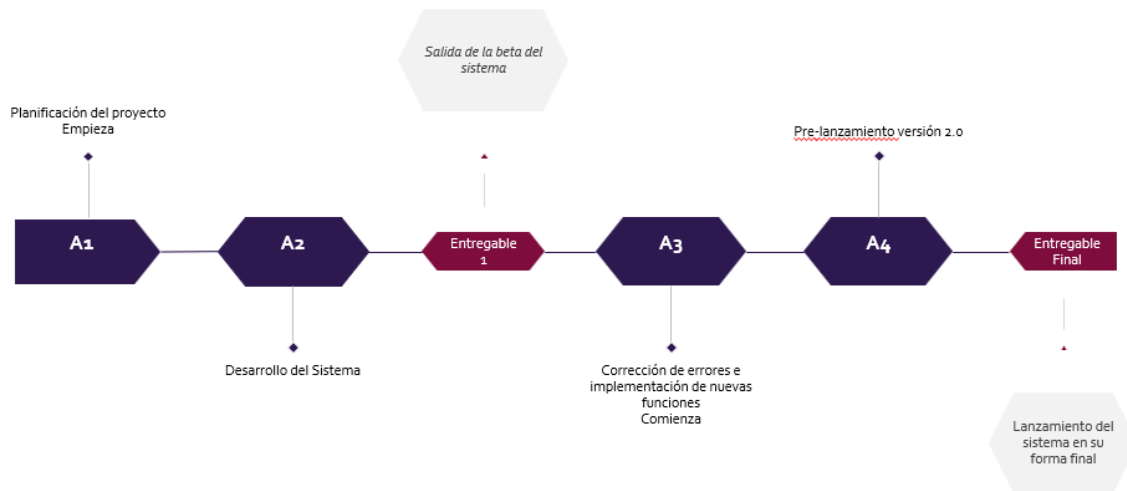 Salida de la beta del
sistema
Planificación del proyecto
Empieza
Pre-lanzamiento versión 2.0
A1
A2
Entregable
1
A3
A4
Entregable
Final
Desarrollo del Sistema
Corrección de errores e
implementación de nuevas
funciones
Comienza
Lanzamiento del
sistema en su
forma final